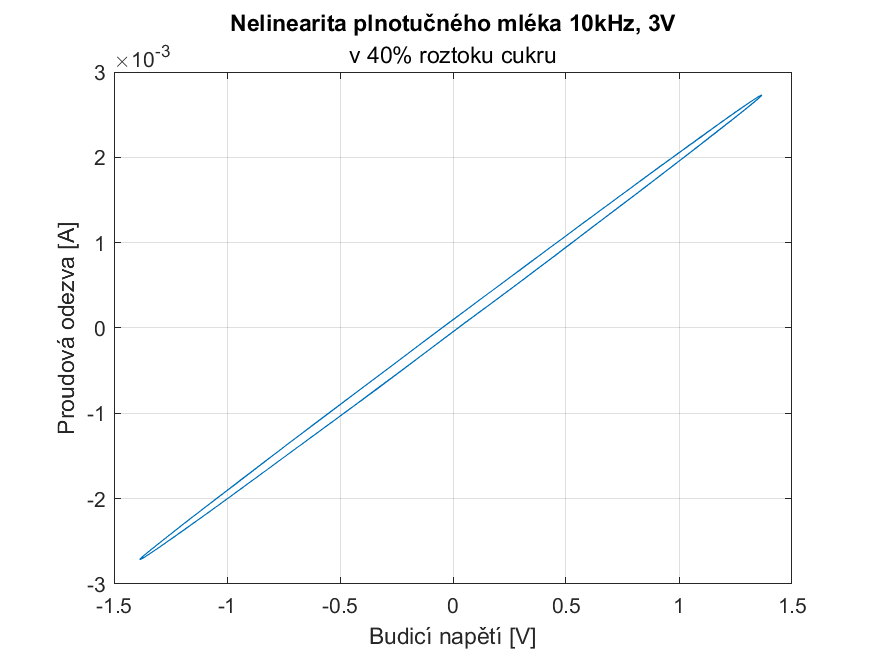 Nelinearita plnotučného mléka 10kHz, 3V
v 40% roztoku cukru
×10-3
3
2
1
0
-1
-2
-3
Proudová odezva [A]
-1.5 -1 -0.5 0 0.5 1 1.5
Budicí napětí [V]